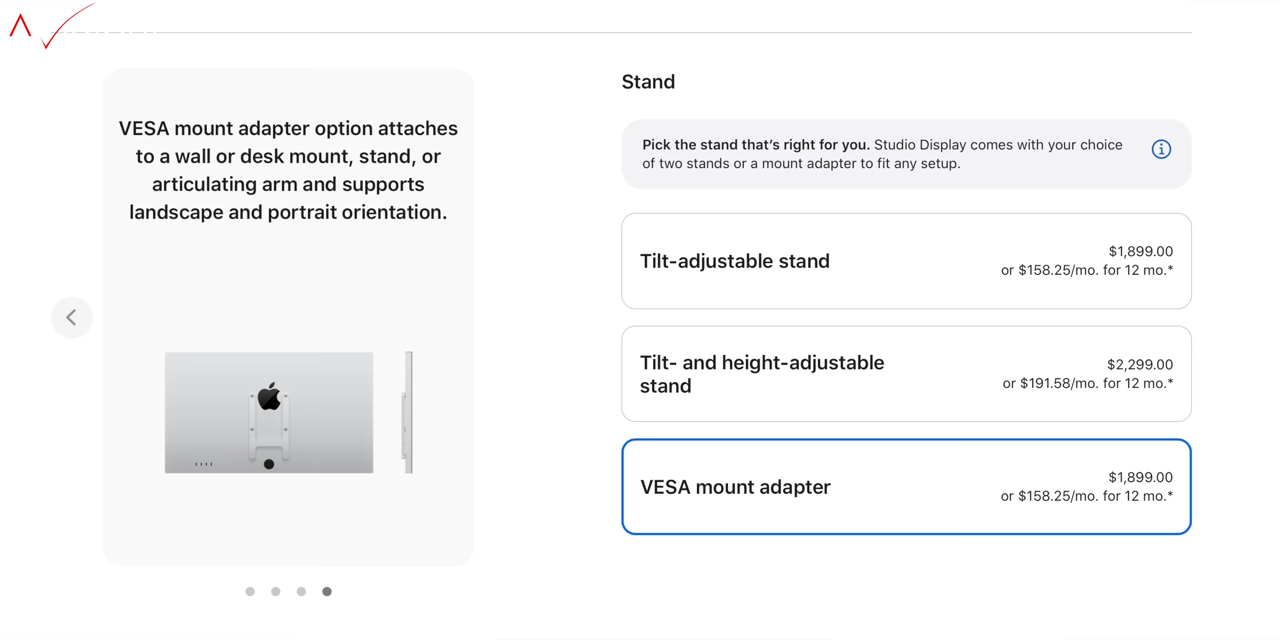 VESA mount adapter option attaches
to a wall or desk mount, stand, or
articulating arm and supports
landscape and portrait orientation.
Stand
Pick the stand that’s right for you. Studio Display comes with your choice
of two stands or a mount adapter to fit any setup.
Tilt-adjustable stand
$1,899.00
or $158.25/mo. for 12 mo.*
Tilt- and height-adjustable
stand
$2,299.00
or $191.58/mo. for 12 mo.*
VESA mount adapter
$1,899.00
or $158.25/mo. for 12 mo.*